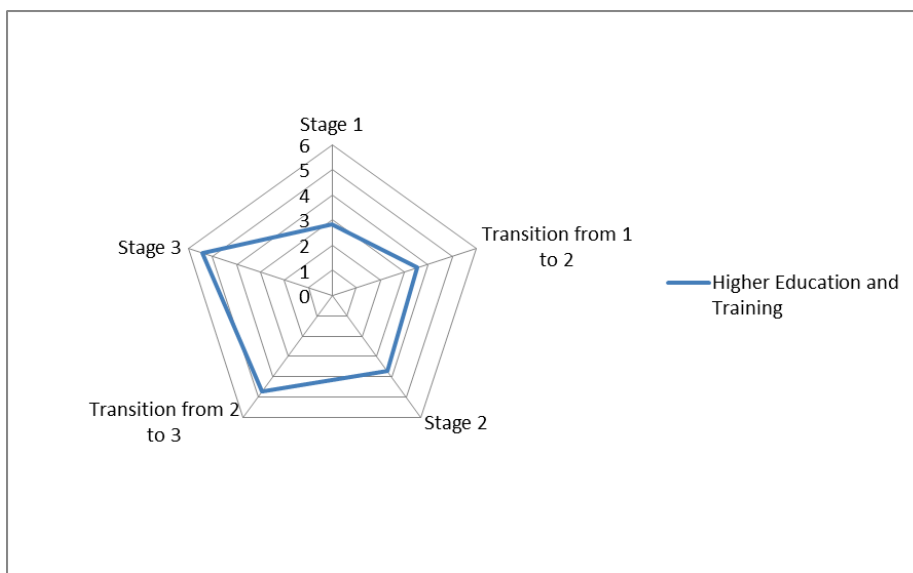 Stage 1
6
5
4
3
2
1
0
Transition from 1
to 2
Stage 2
Transition from 2
to 3
Stage 3
Higher Education and
Training